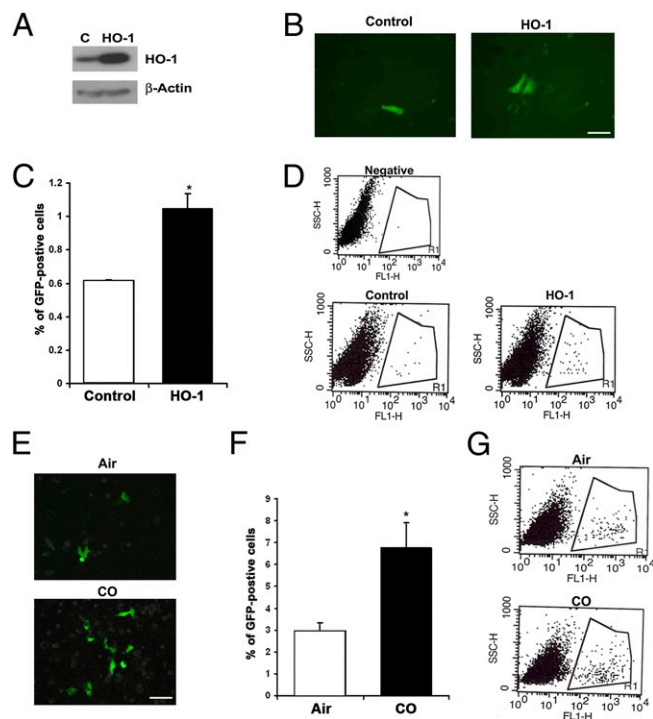 A
C HO-1
HO-1
β-Actin
B
Control
HO-1
C
% of GFP-postive cells
1.2
1
0.8
0.6
0.4
0.2
0
*
Control
HO-1
D
Negative
SSC-H
1000
0
R1
10⁰ 10¹ 10² 10³ 10⁴
FL1-H
Control
SSC-H
1000
0
R1
10⁰ 10¹ 10² 10³ 10⁴
FL1-H
HO-1
SSC-H
1000
0
R1
10⁰ 10¹ 10² 10³ 10⁴
FL1-H
E
Air
CO
F
% of GFP-postive cells
9
8
7
6
5
4
3
2
1
0
*
Air
CO
G
Air
SSC-H
1000
0
R
10⁰ 10¹ 10² 10³ 10⁴
FL1-H
CO
SSC-H
1000
0
R1
10⁰ 10¹ 10² 10³ 10⁴
FL1-H